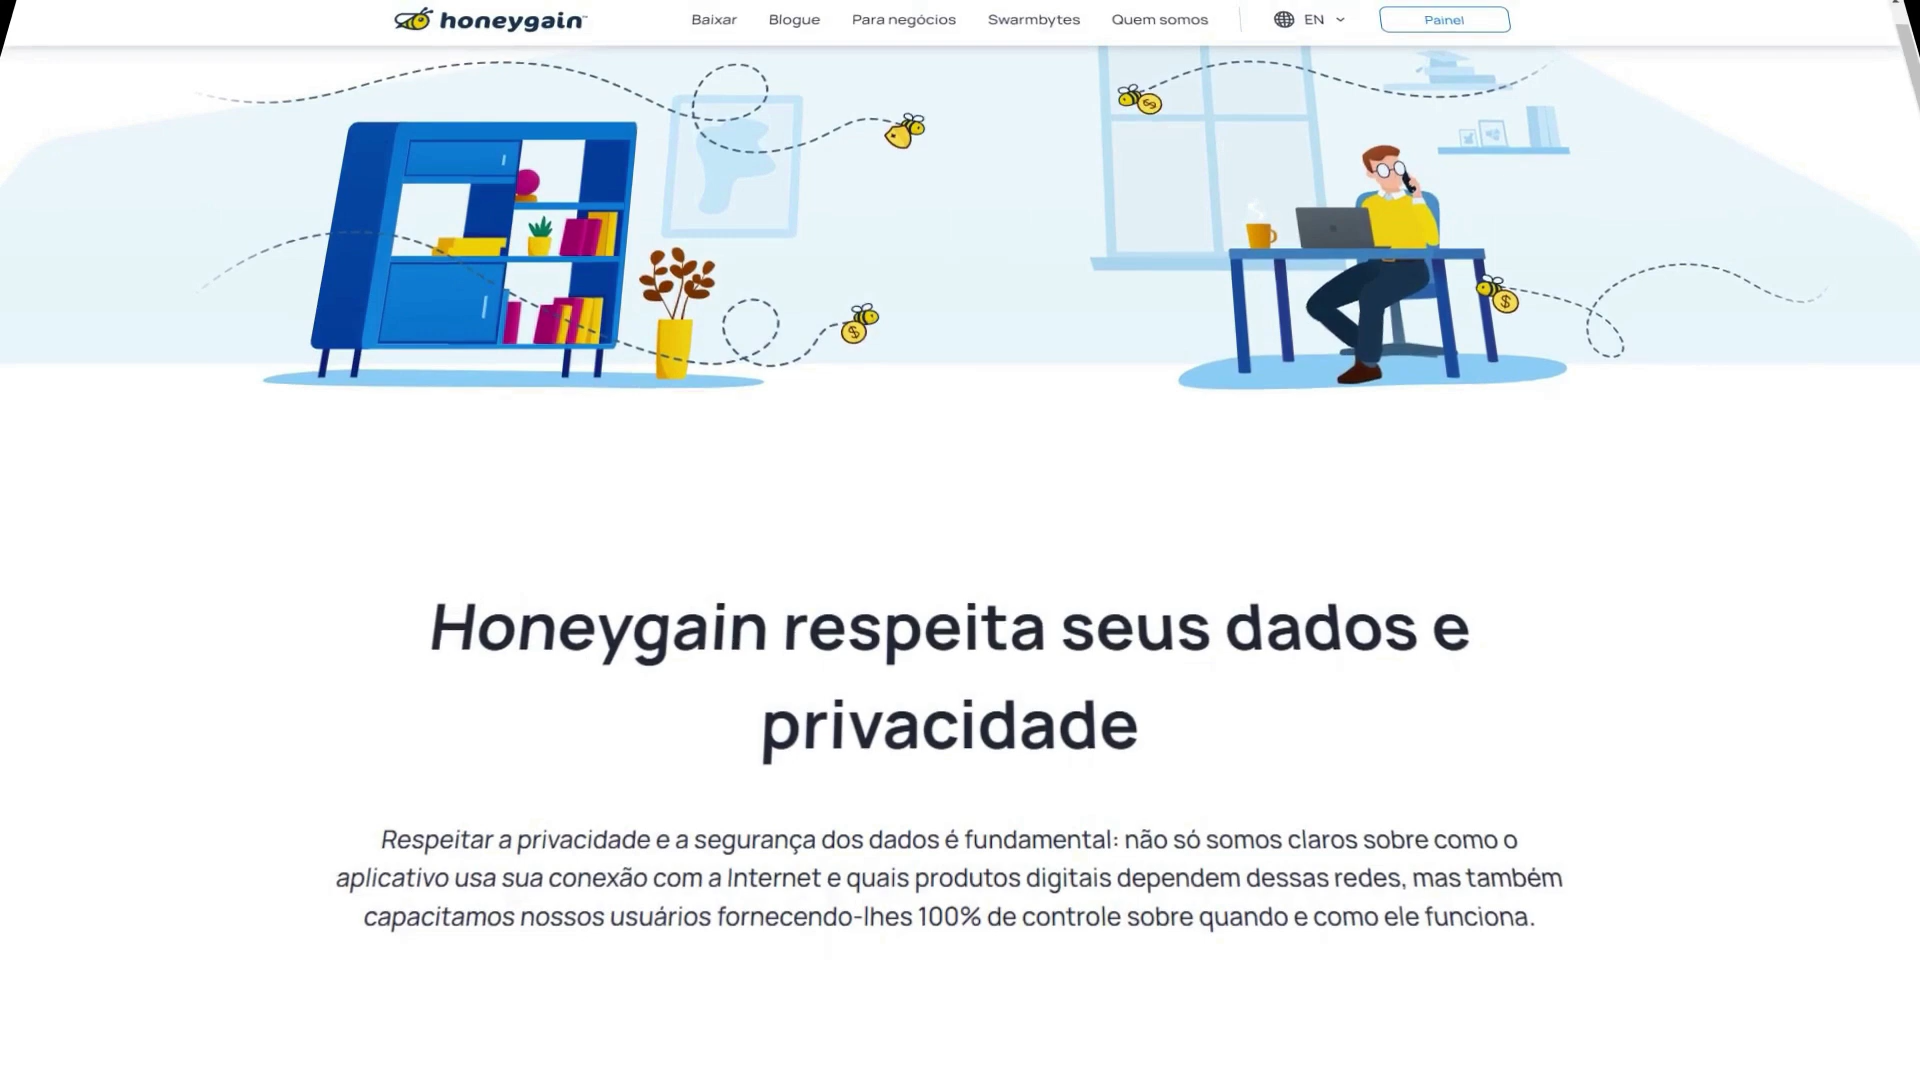 honeygain
Baixar Blogue Para negócios Swarmbytes Quem somos EN Painel
Honeygain respeita seus dados e
privacidade
Respeitar a privacidade e a segurança dos dados é fundamental: não só somos claros sobre como o
aplicativo usa sua conexão com a Internet e quais produtos digitais dependem dessas redes, mas também
capacitamos nossos usuários fornecendo-lhes 100% de controle sobre quando e como ele funciona.